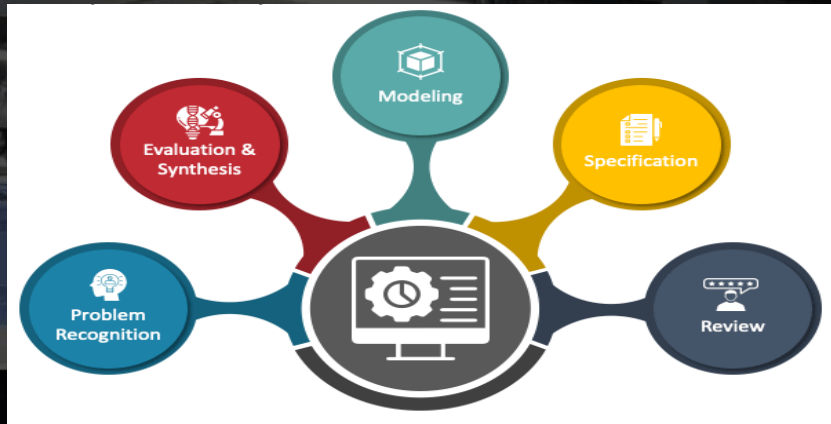 Problem
Recognition
Evaluation &
Synthesis
Modeling
Specification
Review